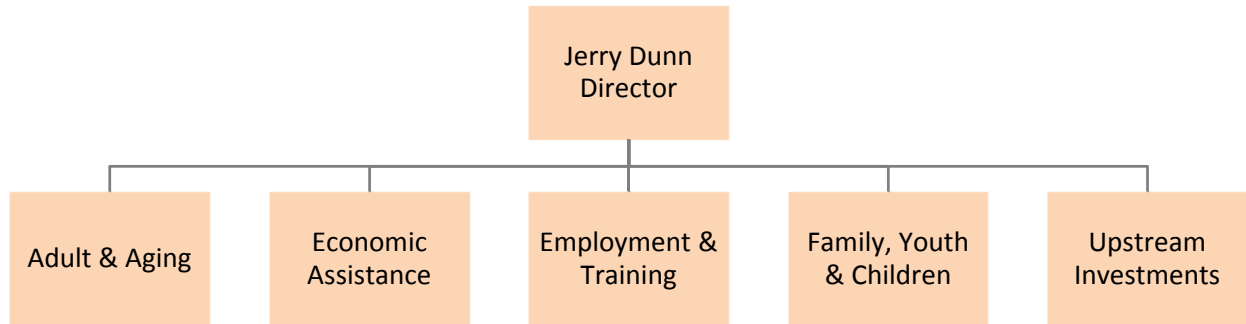 Jerry Dunn
Director
Adult & Aging
Economic
Assistance
Employment &
Training
Family, Youth
& Children
Upstream
Investments